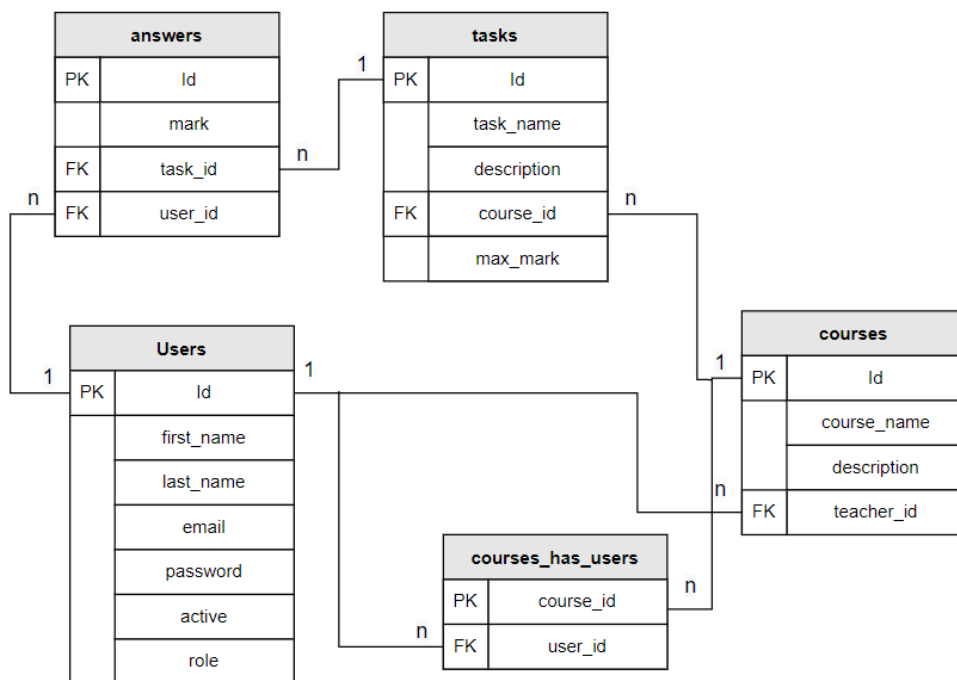 answers
PK Id
mark
FK task_id
FK user_id
n
n
tasks
1
PK Id
task_name
description
FK course_id
max_mark
n
Users
1
PK Id
1
first_name
last_name
email
password
active
role
courses
1
PK Id
course_name
description
n
FK teacher_id
courses_has_users
PK course_id
n
n
FK user_id